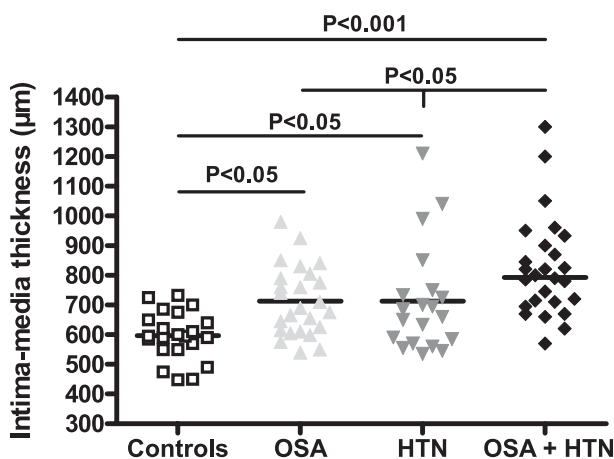 P<0.001
P<0.05
P<0.05
P<0.05
Intima-media thickness (µm)
1400
1300
1200
1100
1000
900
800
700
600
500
400
300
Controls OSA HTN OSA + HTN